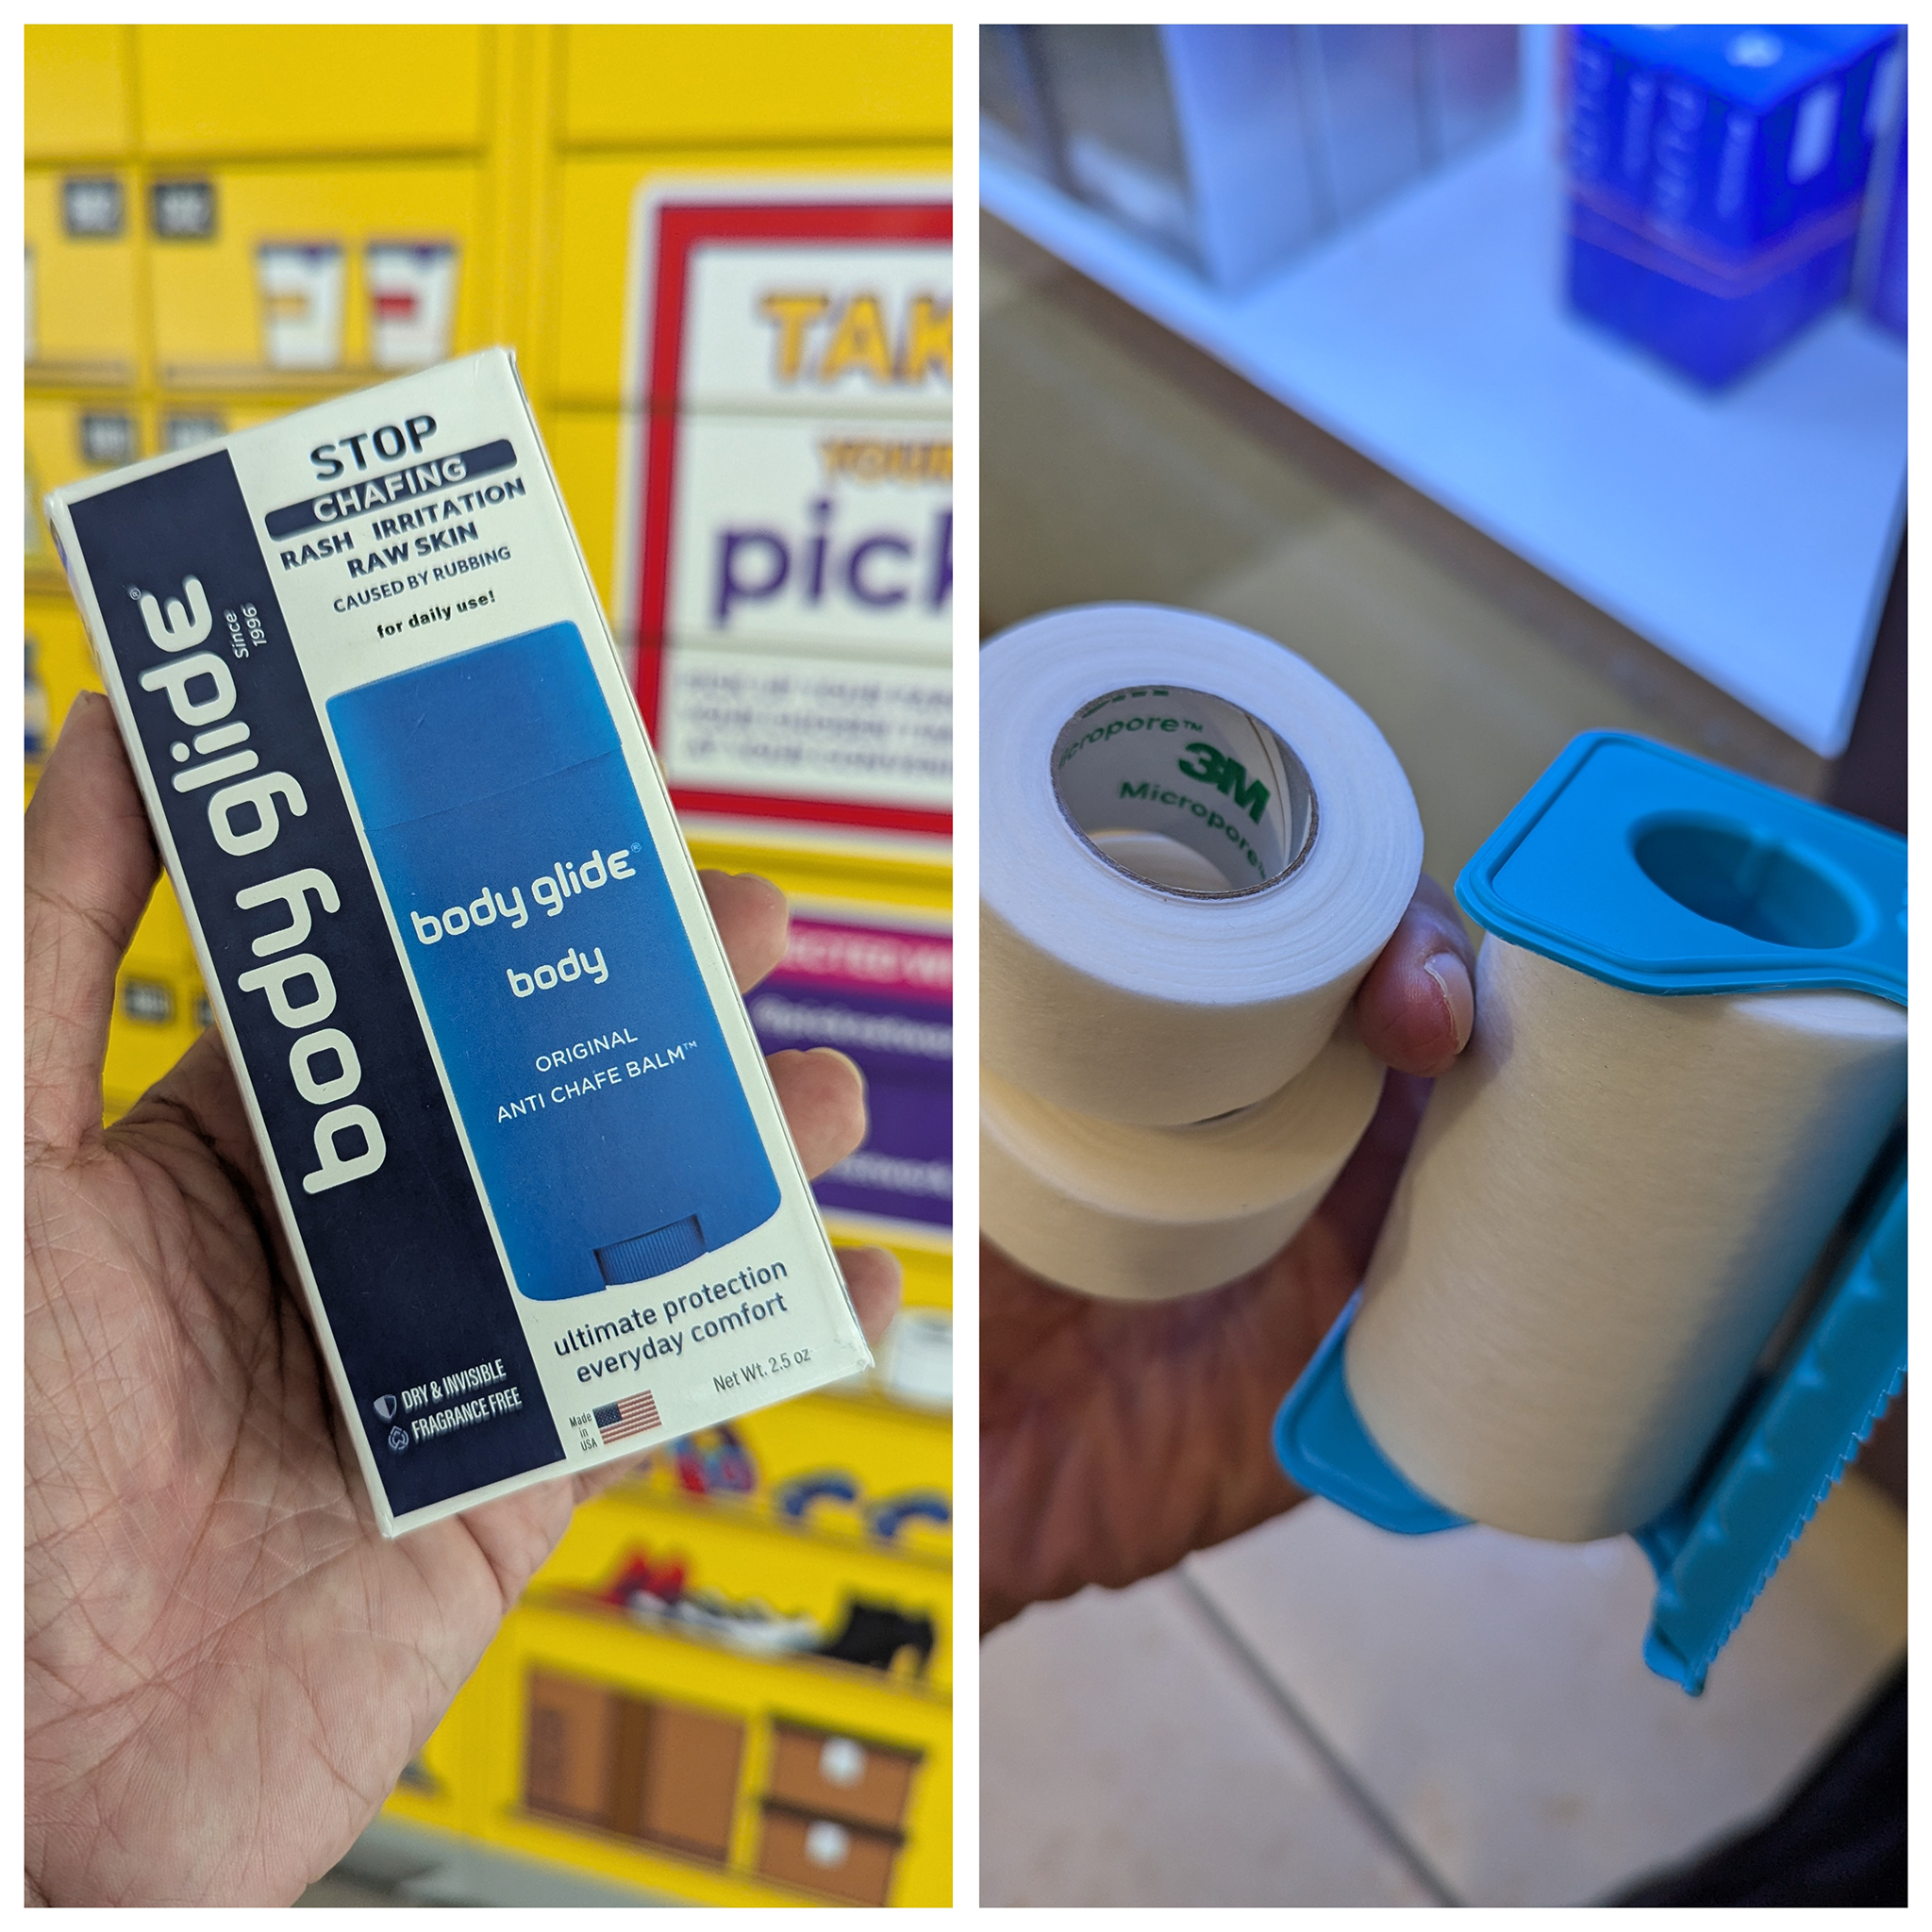 STOP
CHAFING
RASH IRRITATION
RAW SKIN
CAUSED BY RUBBING
for daily use!
body glide®
Since
1996
body glide®
body
ORIGINAL
ANTI CHAFE BALM™
ultimate protection
everyday comfort
DRY & INVISIBLE
FRAGRANCE FREE
Made
in
USA
Net Wt. 2.5 oz
TAK
YOUR
pick
icropore™
3M
Micropore